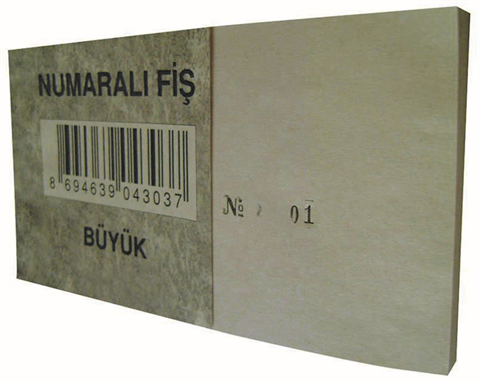 NUMARALI FİŞ
8 694639 043037
BÜYÜK
№ 01